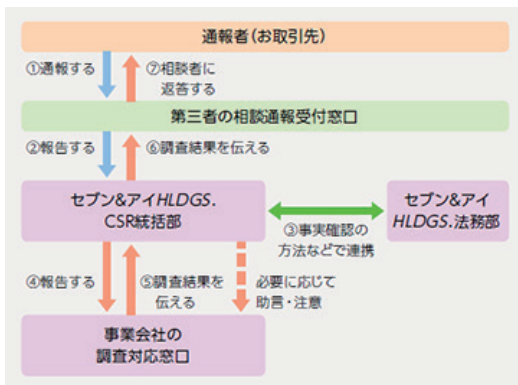 通報者(お取引先)
①通報する
⑦相談者に
返答する
第三者の相談通報受付窓口
②報告する
⑥調査結果を伝える
セブン&アイHLDGS.
CSR統括部
セブン&アイ
HLDGS.法務部
③事実確認の
方法などで連携
④報告する
⑤調査結果を
伝える
必要に応じて
助言・注意
事業会社の
調査対応窓口